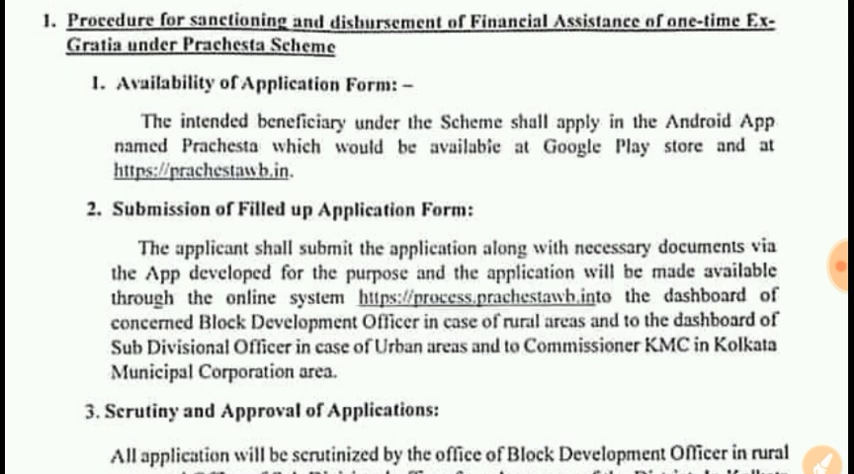 1. Procedure for sanctioning and disbursement of Financial Assistance of one-time Ex-
Gratia under Prachesta Scheme
1. Availability of Application Form: –
The intended beneficiary under the Scheme shall apply in the Android App
named Prachesta which would be available at Google Play store and at
https://prachestawb.in.
2. Submission of Filled up Application Form:
The applicant shall submit the application along with necessary documents via
the App developed for the purpose and the application will be made available
through the online system https://process.prachestawb.into the dashboard of
concerned Block Development Officer in case of rural areas and to the dashboard of
Sub Divisional Officer in case of Urban areas and to Commissioner KMC in Kolkata
Municipal Corporation area.
3. Scrutiny and Approval of Applications:
All application will be scrutinized by the office of Block Development Officer in rural